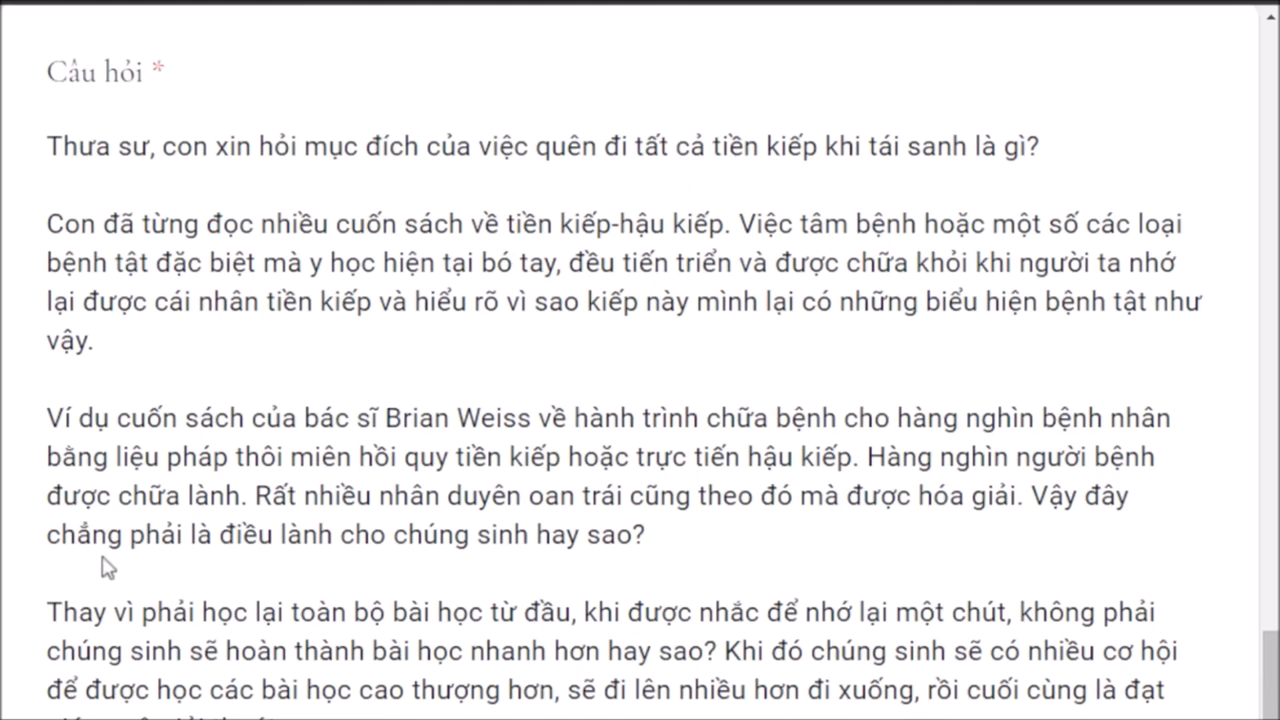 Câu hỏi *
Thưa sư, con xin hỏi mục đích của việc quên đi tất cả tiền kiếp khi tái sanh là gì?
Con đã từng đọc nhiều cuốn sách về tiền kiếp-hậu kiếp. Việc tâm bệnh hoặc một số các loại
bệnh tật đặc biệt mà y học hiện tại bó tay, đều tiến triển và được chữa khỏi khi người ta nhớ
lại được cái nhân tiền kiếp và hiểu rõ vì sao kiếp này mình lại có những biểu hiện bệnh tật như
vậy.
Ví dụ cuốn sách của bác sĩ Brian Weiss về hành trình chữa bệnh cho hàng nghìn bệnh nhân
bằng liệu pháp thôi miên hồi quy tiền kiếp hoặc trực tiến hậu kiếp. Hàng nghìn người bệnh
được chữa lành. Rất nhiều nhân duyên oan trái cũng theo đó mà được hóa giải. Vậy đây
chẳng phải là điều lành cho chúng sinh hay sao?
Thay vì phải học lại toàn bộ bài học từ đầu, khi được nhắc để nhớ lại một chút, không phải
chúng sinh sẽ hoàn thành bài học nhanh hơn hay sao? Khi đó chúng sinh sẽ có nhiều cơ hội
để được học các bài học cao thượng hơn, sẽ đi lên nhiều hơn đi xuống, rồi cuối cùng là đạt